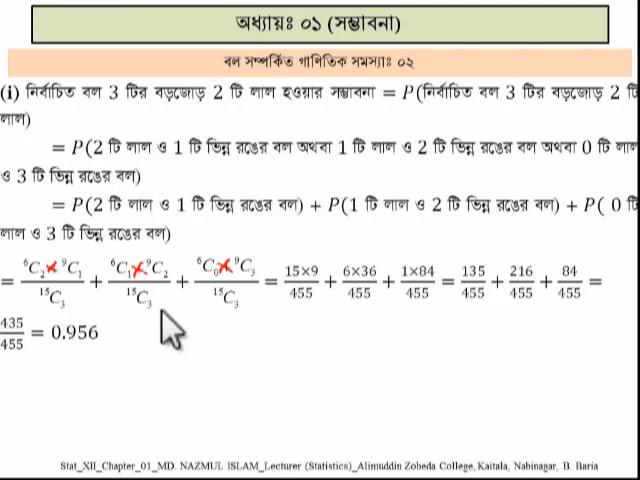 অধ্যায়ঃ ০১ (সম্ভাবনা)
বল সম্পর্কিত গাণিতিক সমস্যাঃ ০২
(i) নির্বাচিত বল 3 টির বড়জোড় 2 টি লাল হওয়ার সম্ভাবনা = P(নির্বাচিত বল 3 টির বড়জোড় 2 টি
লাল)
= P(2 টি লাল ও 1 টি ভিন্ন রঙের বল অথবা 1 টি লাল ও 2 টি ভিন্ন রঙের বল অথবা 0 টি লাল
ও 3 টি ভিন্ন রঙের বল)
= P(2 টি লাল ও 1 টি ভিন্ন রঙের বল) + P(1 টি লাল ও 2 টি ভিন্ন রঙের বল) + P( 0 টি
লাল ও 3 টি ভিন্ন রঙের বল)
= (⁶C₂ × ⁹C₁)/¹⁵C₃ + (⁶C₁ × ⁹C₂)/¹⁵C₃ + (⁶C₀ × ⁹C₃)/¹⁵C₃ = 15×9/455 + 6×36/455 + 1×84/455 = 135/455 + 216/455 + 84/455 =
435/455 = 0.956
Stat_XII_Chapter_01_MD. NAZMUL ISLAM_Lecturer (Statistics)_Alimuddin Zobeda College, Kaitala, Nabinagar, B. Baria